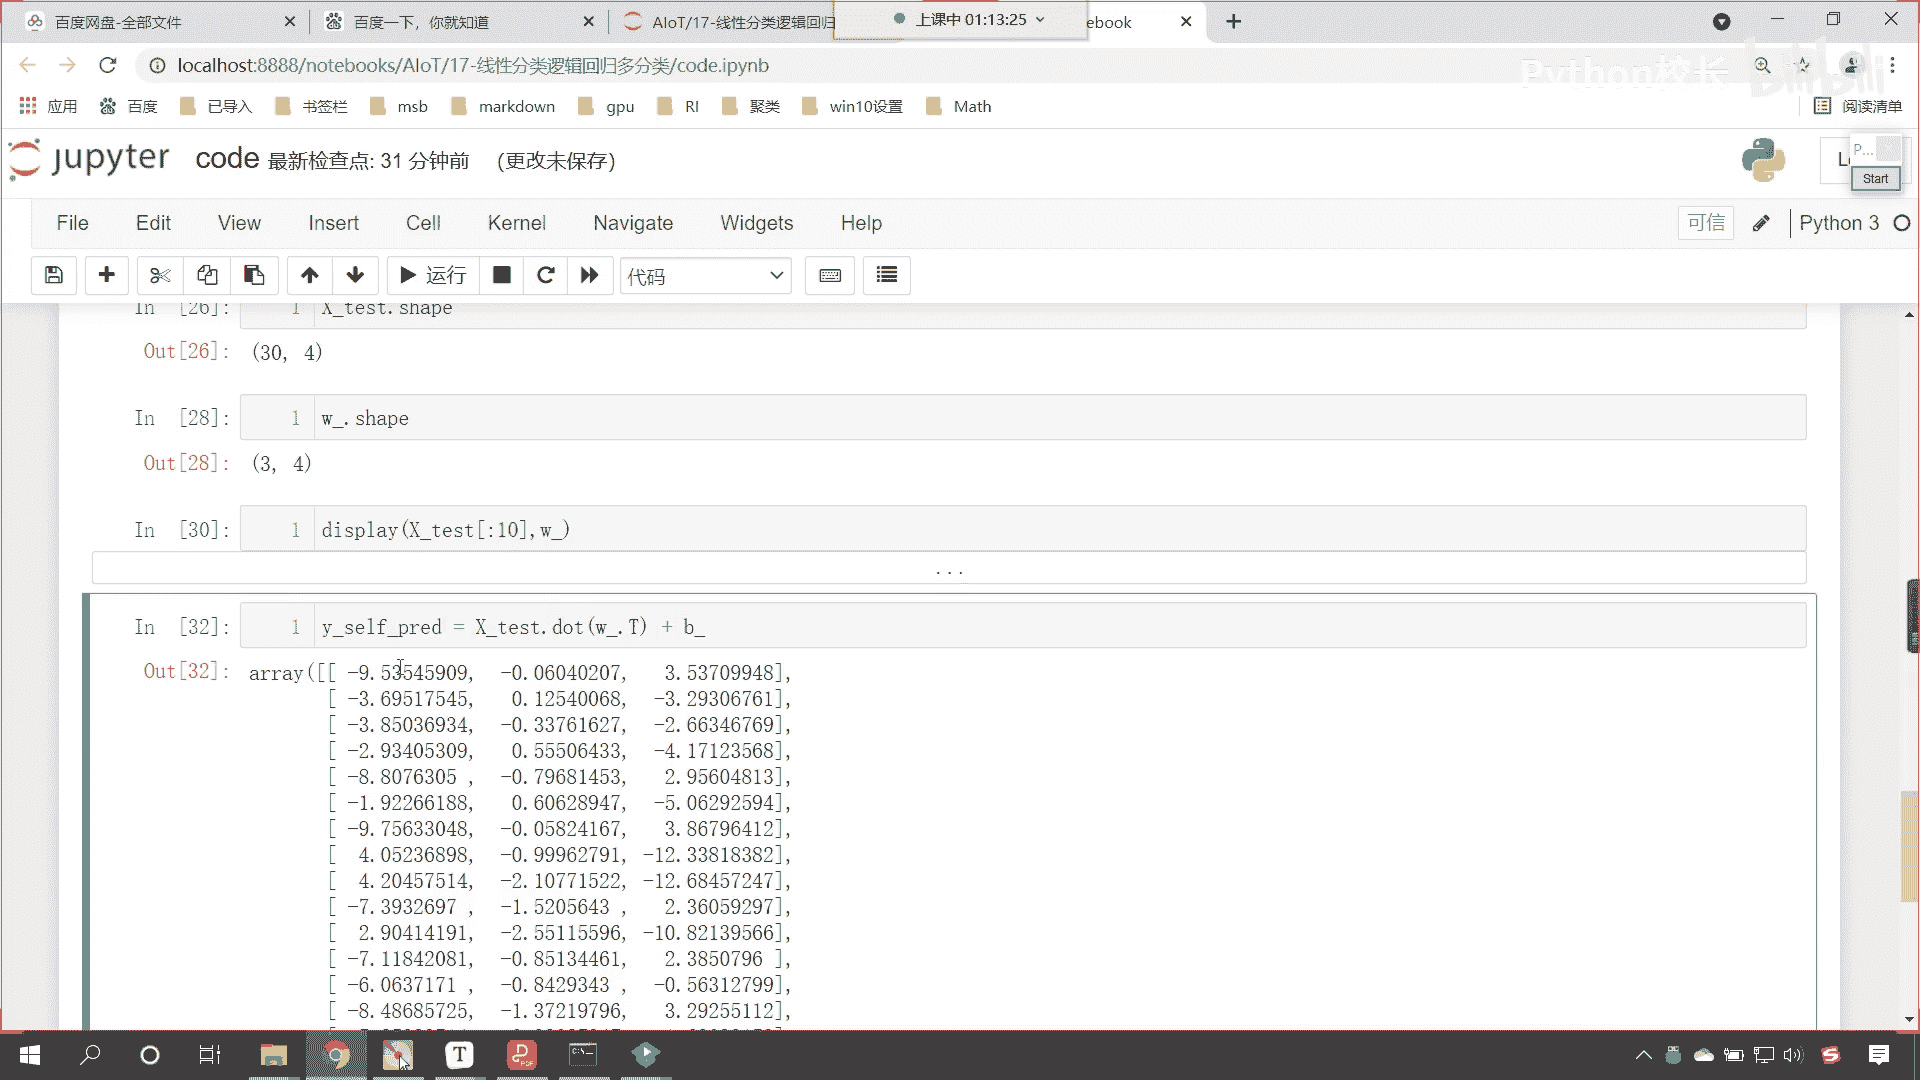 百度网盘-全部文件
百度一下，你就知道
AIoT/17-线性分类逻辑回归
上课中 01:13:25
ebook
localhost:8888/notebooks/AIoT/17-线性分类逻辑回归多分类/code.ipynb
Python校长
bilibili
应用 百度 已导入 书签栏 msb markdown gpu RI 聚类 win10设置 Math 阅读清单
jupyter code 最新检查点: 31 分钟前 (更改未保存)
P...
Start
File Edit View Insert Cell Kernel Navigate Widgets Help 可信 Python 3
运行 代码
In [26]: 1 X_test.shape
Out[26]: (30, 4)
In [28]: 1 w_.shape
Out[28]: (3, 4)
In [30]: 1 display(X_test[:10],w_)
...
In [32]: 1 y_self_pred = X_test.dot(w_.T) + b_
Out[32]: array([[ -9.53545909, -0.06040207, 3.53709948],
[ -3.69517545, 0.12540068, -3.29306761],
[ -3.85036934, -0.33761627, -2.66346769],
[ -2.93405309, 0.55506433, -4.17123568],
[ -8.8076305 , -0.79681453, 2.95604813],
[ -1.92266188, 0.60628947, -5.06292594],
[ -9.75633048, -0.05824167, 3.86796412],
[ 4.05236898, -0.99962791, -12.33818382],
[ 4.20457514, -2.10771522, -12.68457247],
[ -7.3932697 , -1.5205643 , 2.36059297],
[ 2.90414191, -2.55115596, -10.82139566],
[ -7.11842081, -0.85134461, 2.3850796 ],
[ -6.0637171 , -0.8429343 , -0.56312799],
[ -8.48685725, -1.37219796, 3.29255112],